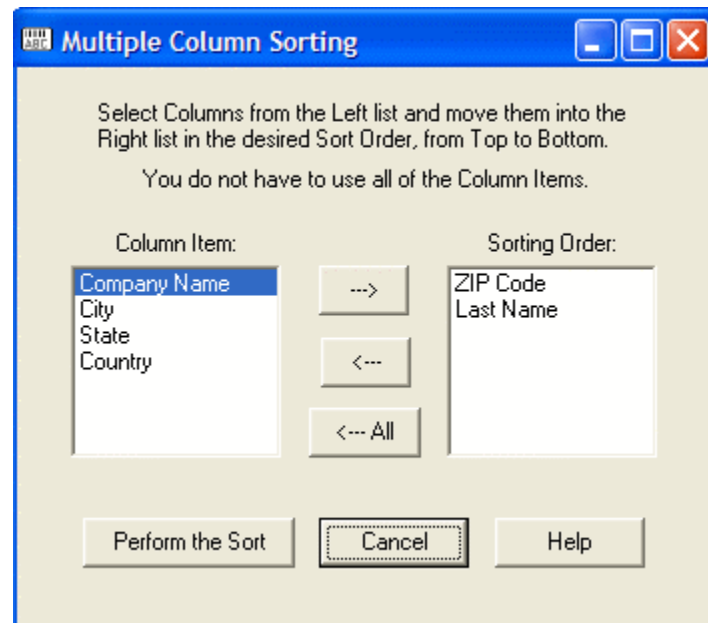 Multiple Column Sorting
Select Columns from the Left list and move them into the
Right list in the desired Sort Order, from Top to Bottom.
You do not have to use all of the Column Items.
Column Item:
Sorting Order:
Company Name
City
State
Country
--->
<---
<--- All
ZIP Code
Last Name
Perform the Sort
Cancel
Help